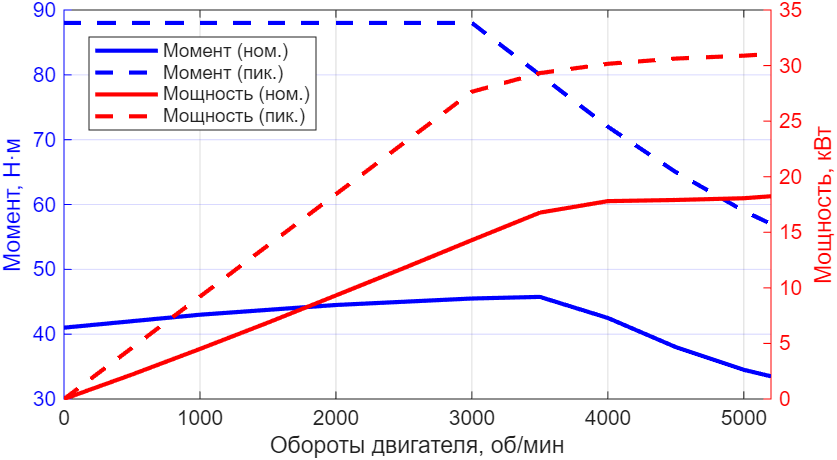 90
80
70
60
50
40
30
Момент, Н·м
Момент (ном.)
Момент (пик.)
Мощность (ном.)
Мощность (пик.)
35
30
25
20
15
10
5
0
Мощность, кВт
0 1000 2000 3000 4000 5000
Обороты двигателя, об/мин